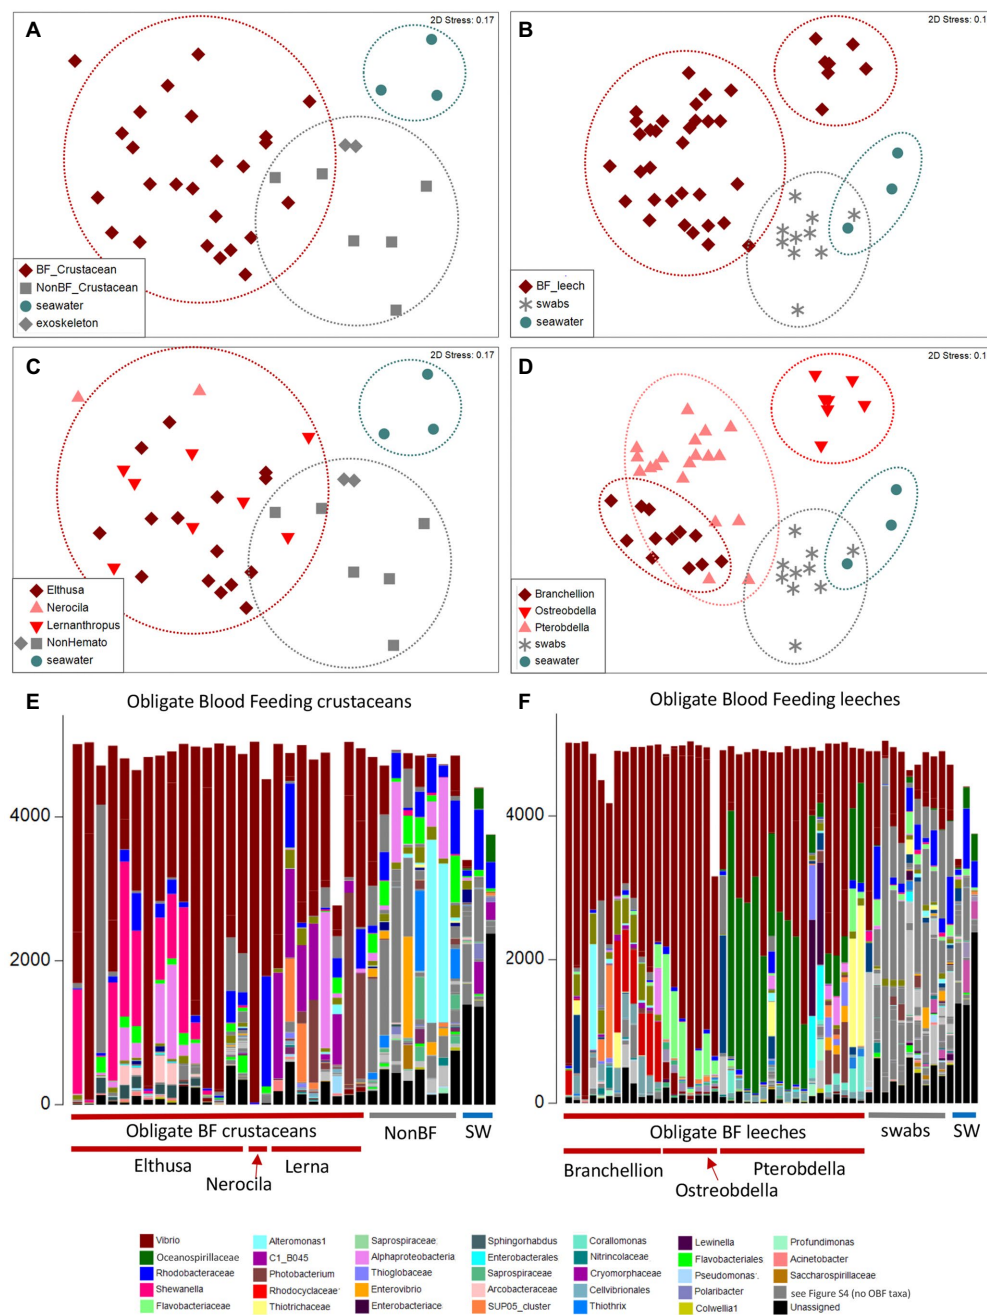 A
2D Stress: 0.17
BF_Crustacean
NonBF_Crustacean
seawater
exoskeleton
B
2D Stress: 0.1
BF_leech
swabs
seawater
C
2D Stress: 0.17
Elthusa
Nerocila
Lernanthropus
NonHemato
seawater
D
2D Stress: 0.1
Branchellion
Ostreobdella
Pterobdella
swabs
seawater
E
Obligate Blood Feeding crustaceans
4000
2000
0
Obligate BF crustaceans
NonBF
SW
Elthusa
Nerocila
Lerna
F
Obligate Blood Feeding leeches
4000
2000
0
Obligate BF leeches
swabs
SW
Branchellion
Ostreobdella
Pterobdella
Vibrio
Oceanospirillaceae
Rhodobacteraceae
Shewanella
Flavobacteriaceae
Alteromonas1
C1_B045
Photobacterium
Rhodocyclaceae
Thiotrichaceae
Saprospiraceae
Alphaproteobacteria
Thioglobaceae
Enterovibrio
Enterobacteriace
Sphingorhabdus
Enterobacterales
Saprospiraceae
Arcobacteraceae
SUP05_cluster
Corallomonas
Nitrincolaceae
Cryomorphaceae
Cellvibrionales
Thiothrix
Lewinella
Flavobacteriales
Pseudomonas
Polaribacter
Colwellia1
Profundimonas
Acinetobacter
Saccharospirillaceae
see Figure S4 (no OBF taxa)
Unassigned